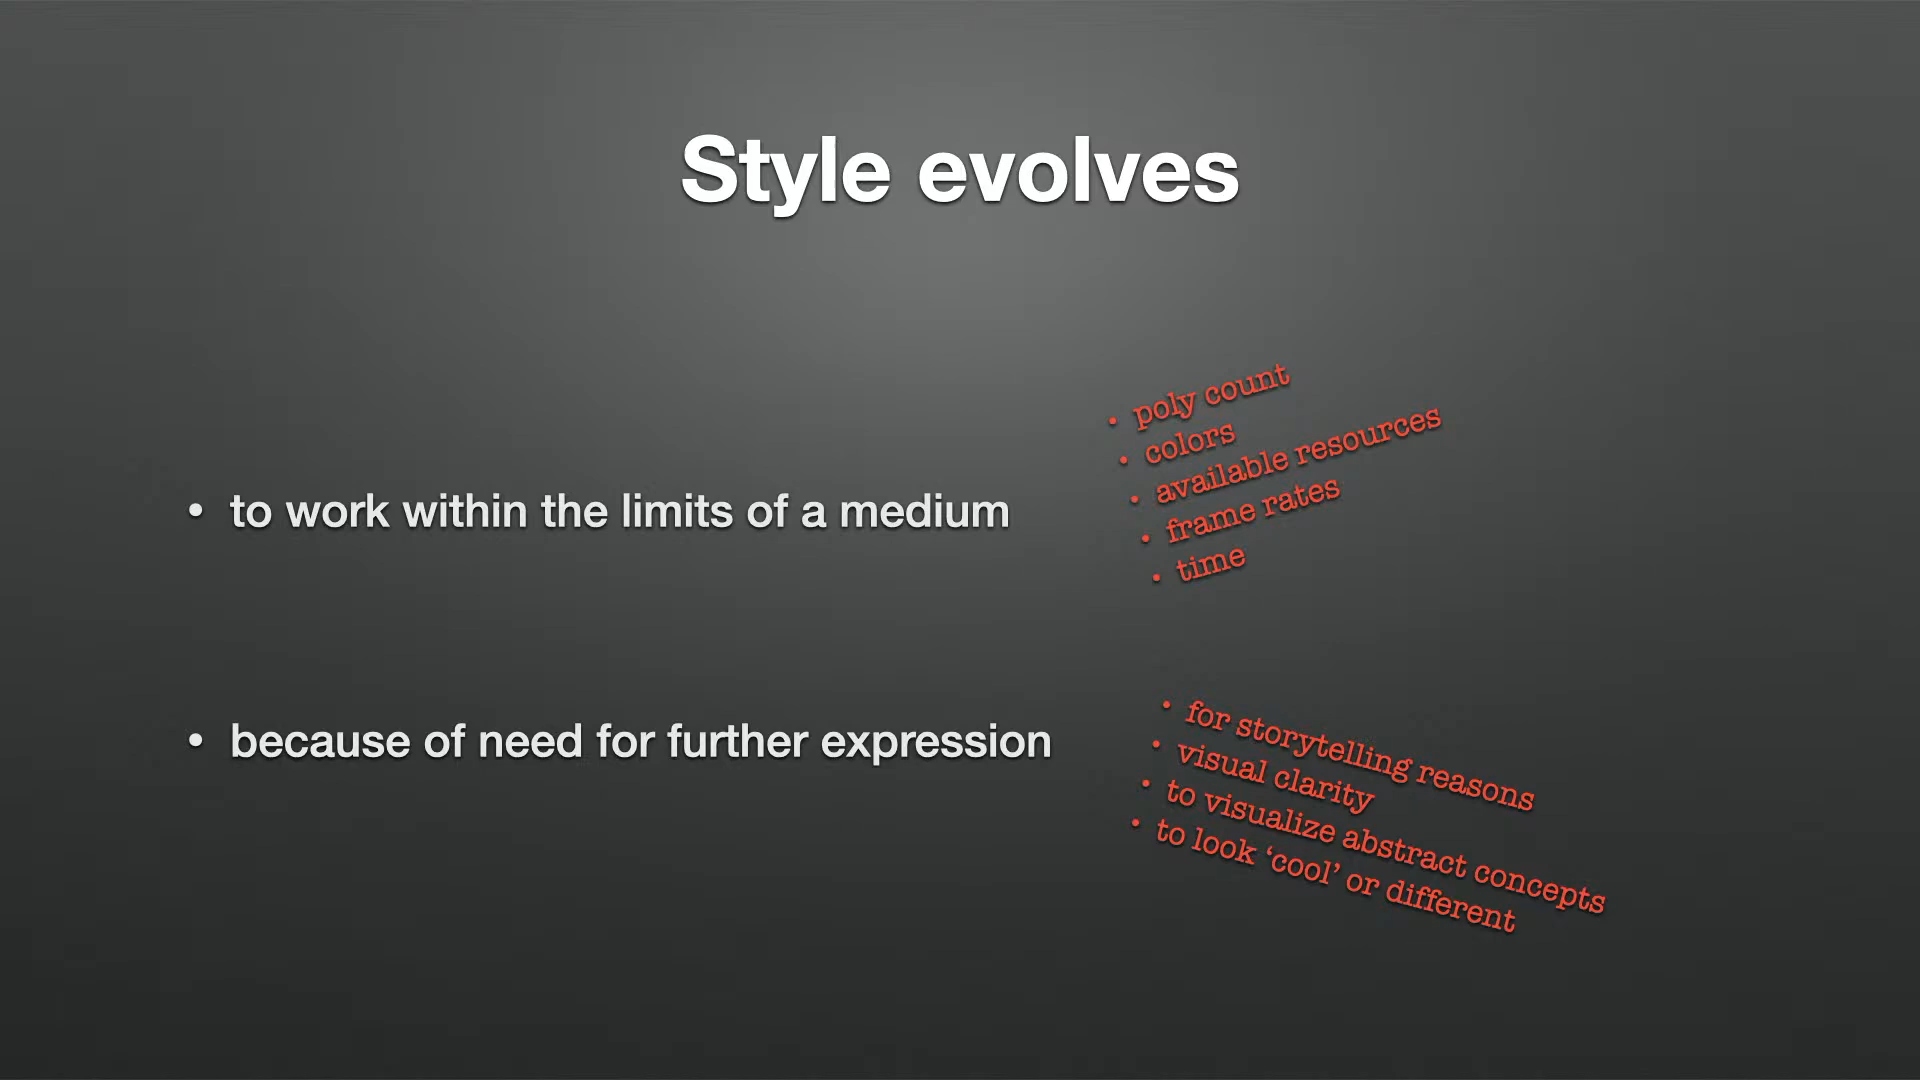 Style evolves
• to work within the limits of a medium
• poly count
• colors
• available resources
• frame rates
• time
• because of need for further expression
• for storytelling reasons
• visual clarity
• to visualize abstract concepts
• to look ‘cool’ or different